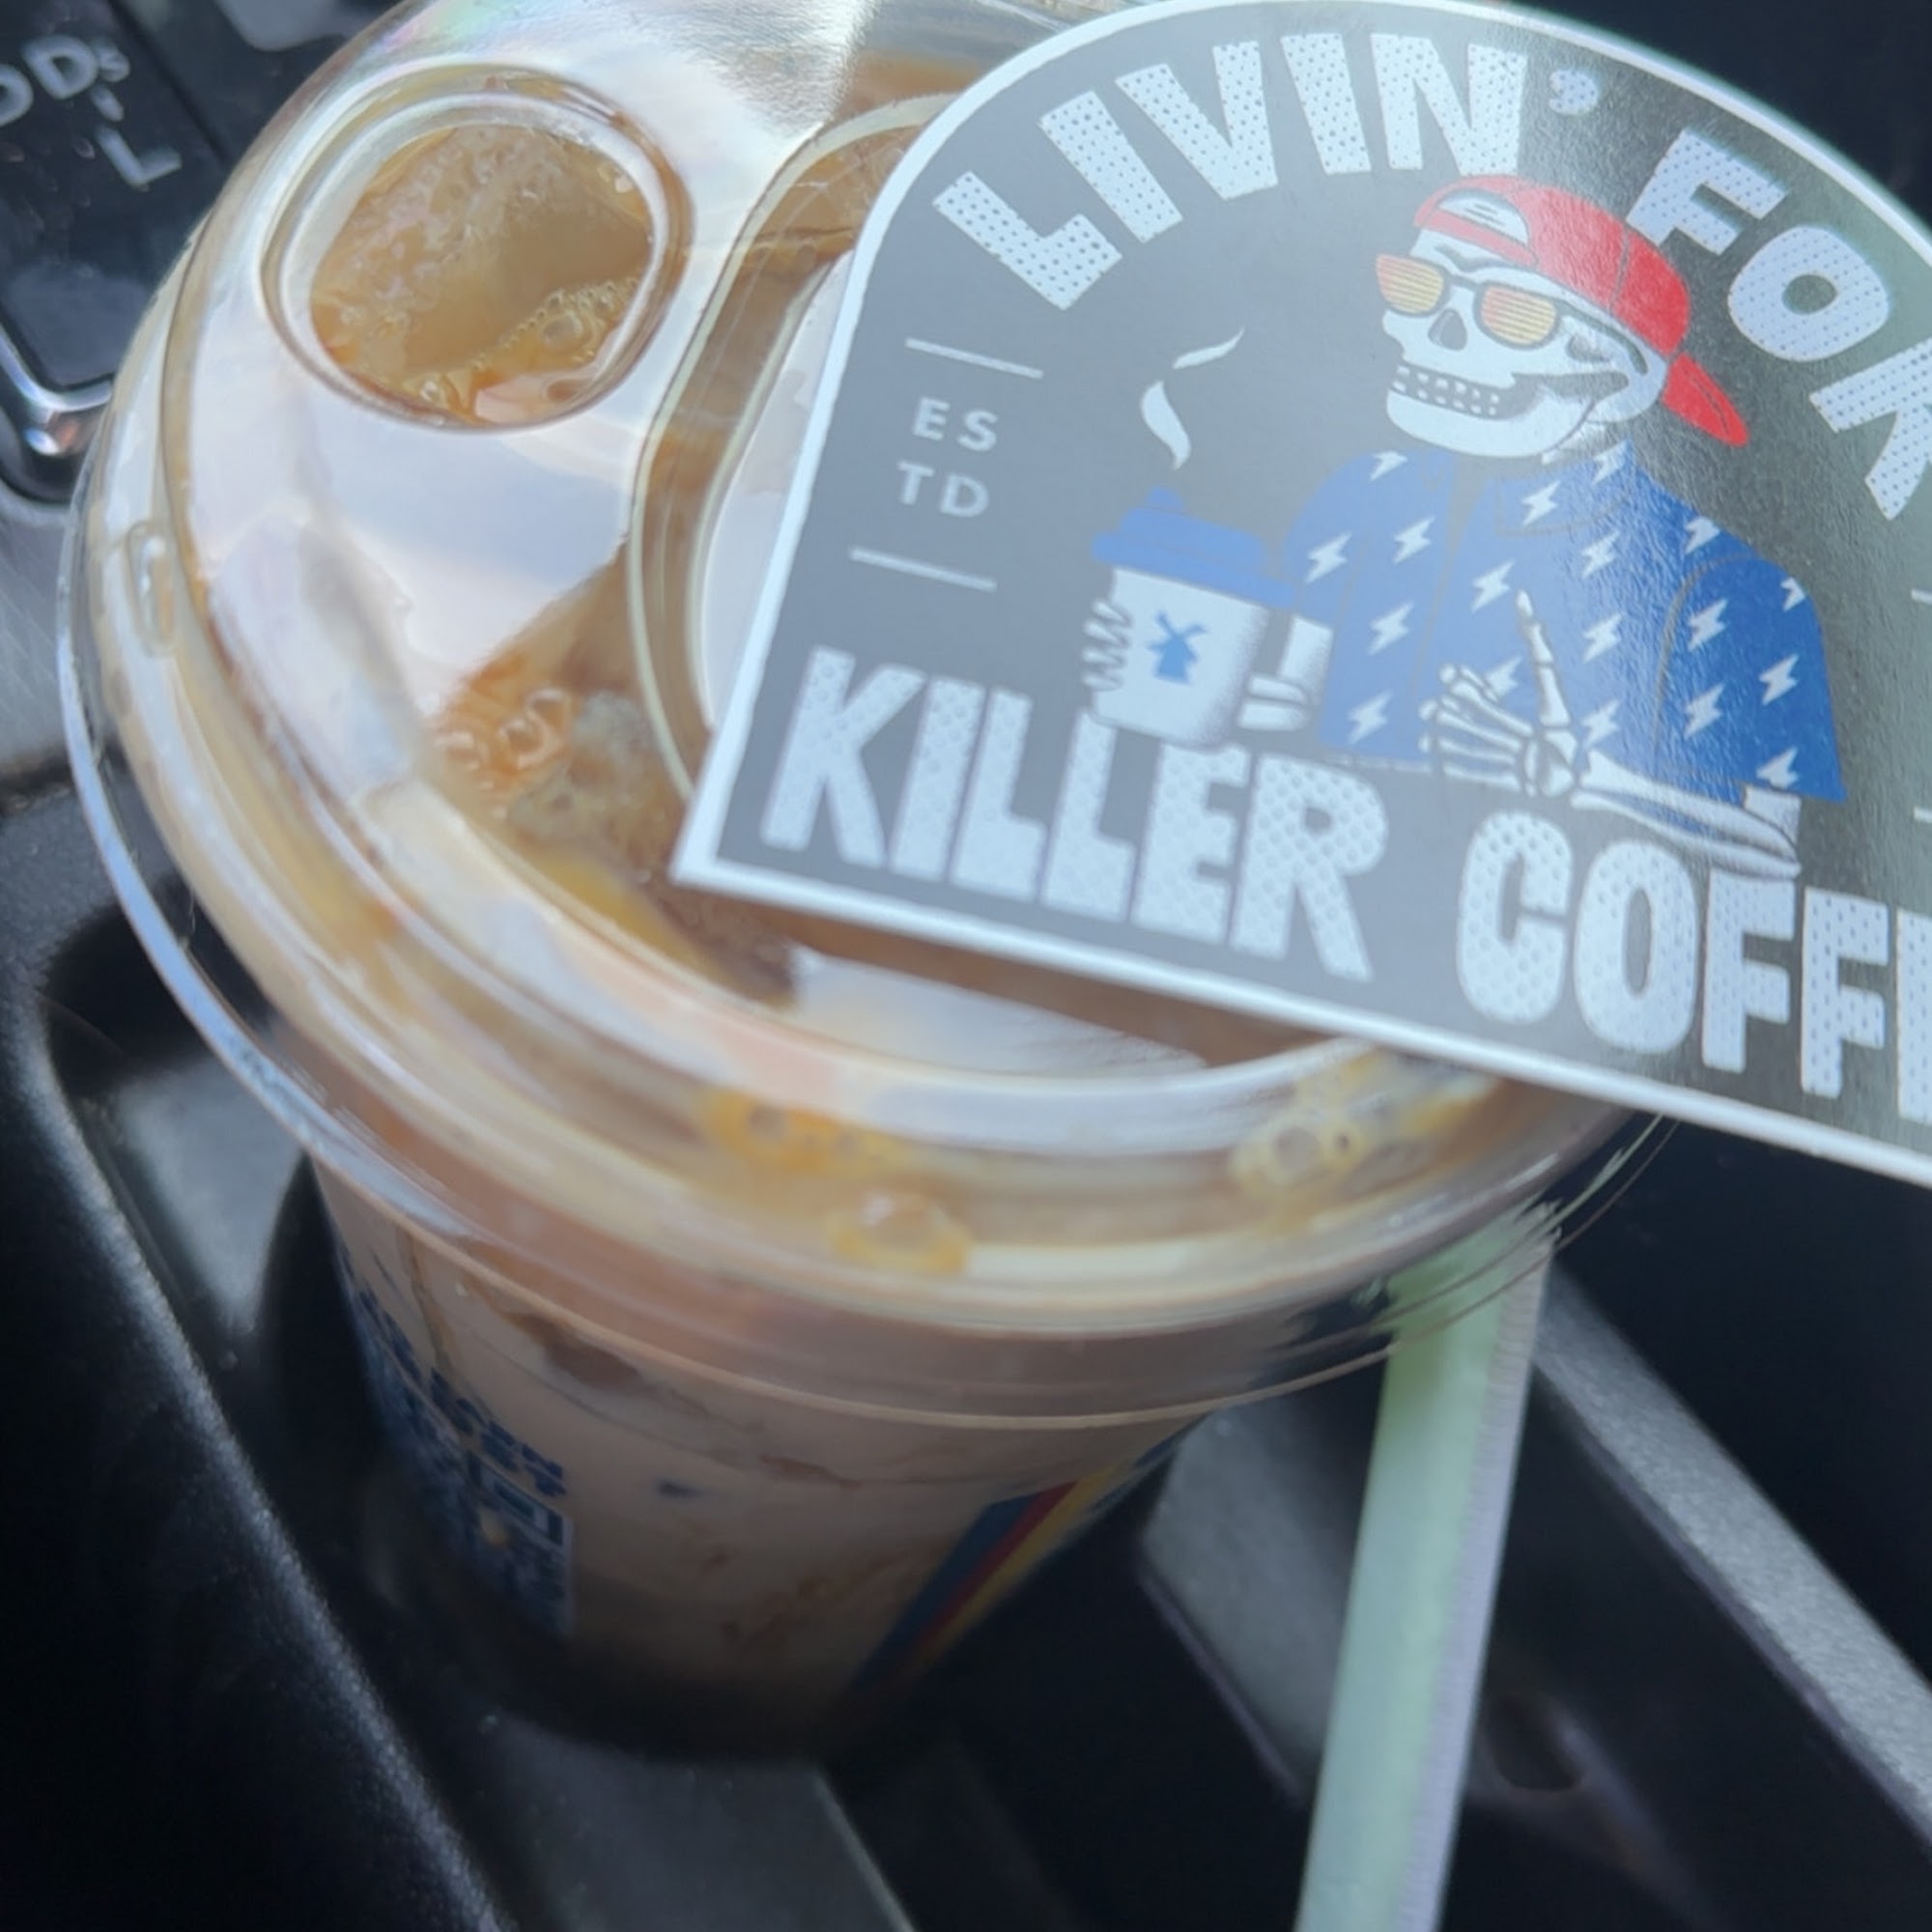 LIVIN' FOR
ES
TD
KILLER COFFE